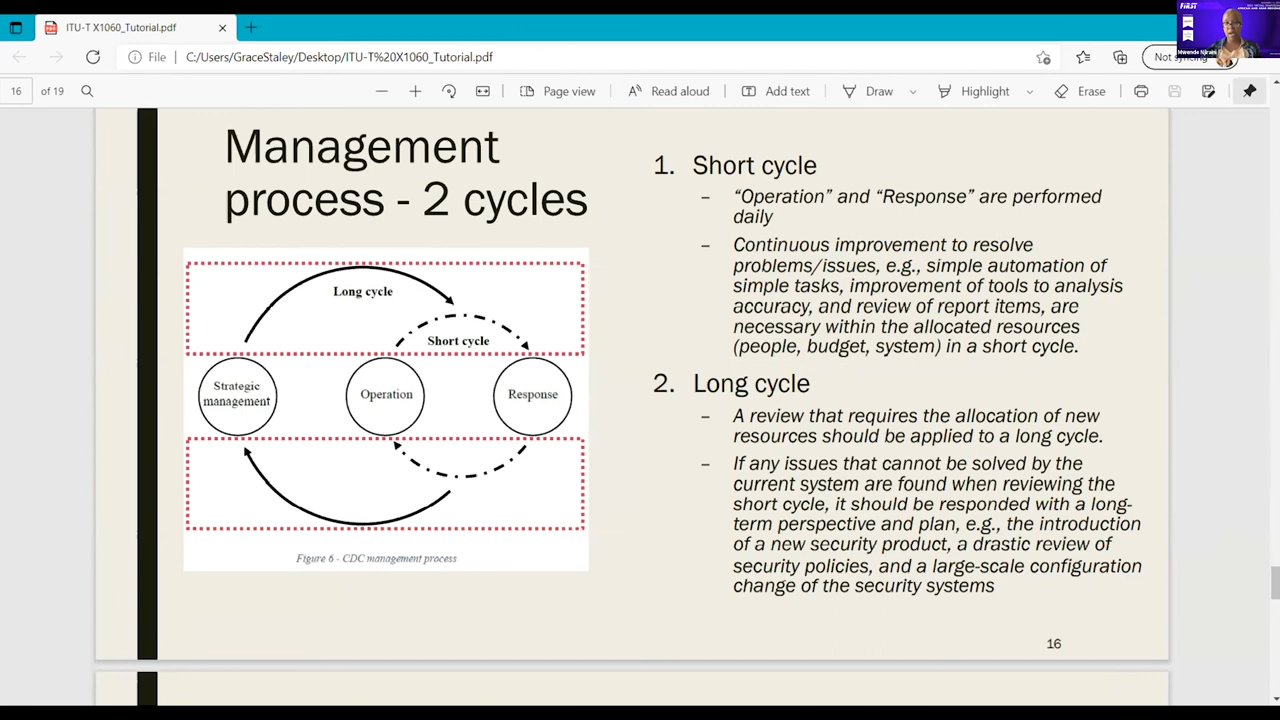 ITU-T X1060_Tutorial.pdf
File
C:/Users/GraceStaley/Desktop/ITU-T%20X1060_Tutorial.pdf
Not syncing
FIRST
Mwende Njiraini
16
of 19
Page view
Read aloud
Add text
Draw
Highlight
Erase
Management
process - 2 cycles
Long cycle
Short cycle
Strategic
management
Operation
Response
Figure 6 - CDC management process
1. Short cycle
– “Operation” and “Response” are performed
daily
– Continuous improvement to resolve
problems/issues, e.g., simple automation of
simple tasks, improvement of tools to analysis
accuracy, and review of report items, are
necessary within the allocated resources
(people, budget, system) in a short cycle.
2. Long cycle
– A review that requires the allocation of new
resources should be applied to a long cycle.
– If any issues that cannot be solved by the
current system are found when reviewing the
short cycle, it should be responded with a long-
term perspective and plan, e.g., the introduction
of a new security product, a drastic review of
security policies, and a large-scale configuration
change of the security systems
16